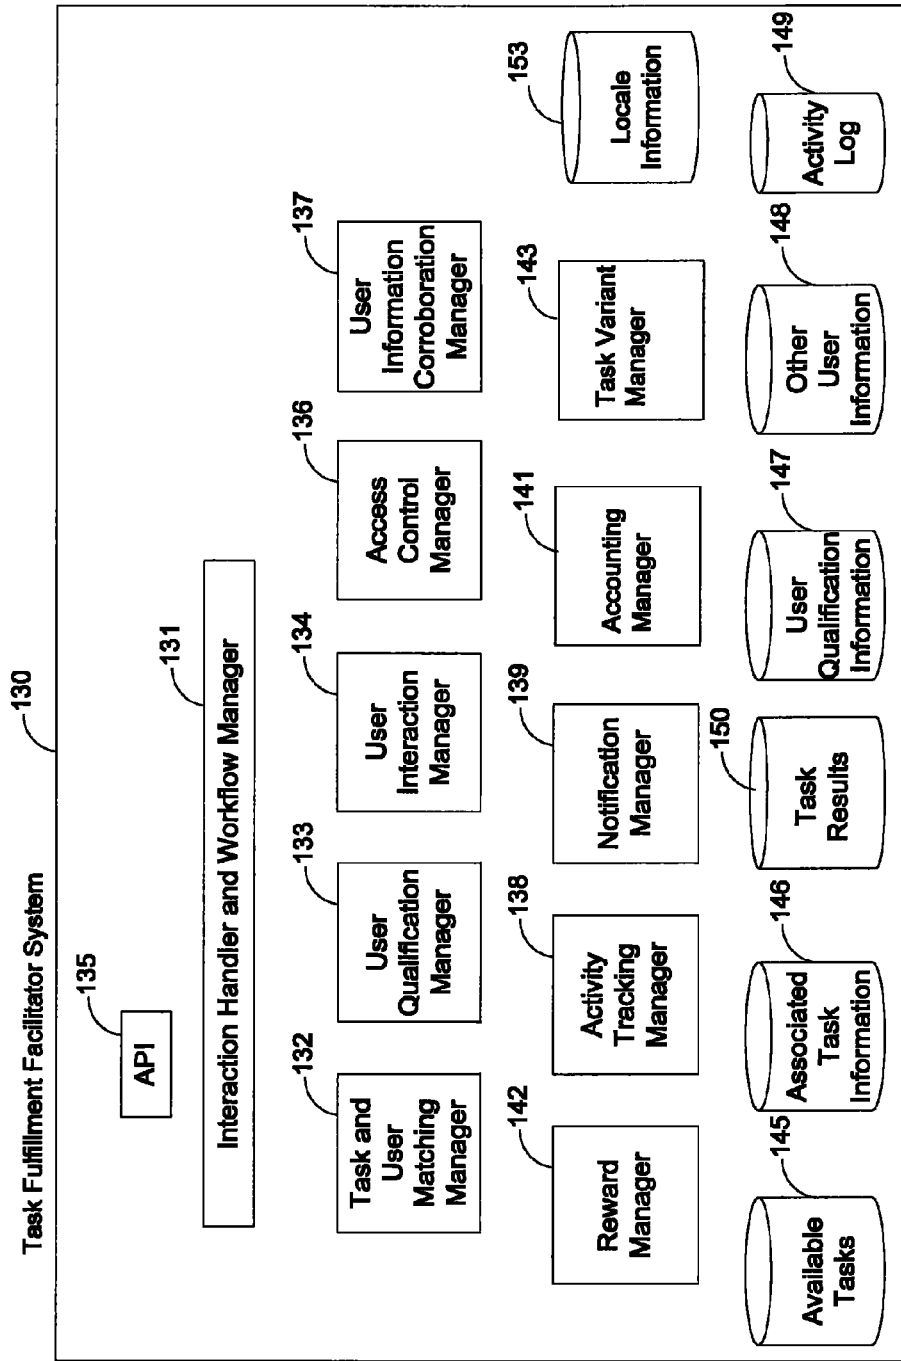 Task Fulfillment Facilitator System
130
135
API
131
Interaction Handler and Workflow Manager
132
Task and
User
Matching
Manager
133
User
Qualification
Manager
134
User
Interaction
Manager
136
Access
Control
Manager
137
User
Information
Corroboration
Manager
142
Reward
Manager
138
Activity
Tracking
Manager
139
Notification
Manager
141
Accounting
Manager
143
Task Variant
Manager
153
Locale
Information
145
Available
Tasks
146
Associated
Task
Information
150
Task
Results
147
User
Qualification
Information
148
Other
User
Information
149
Activity
Log